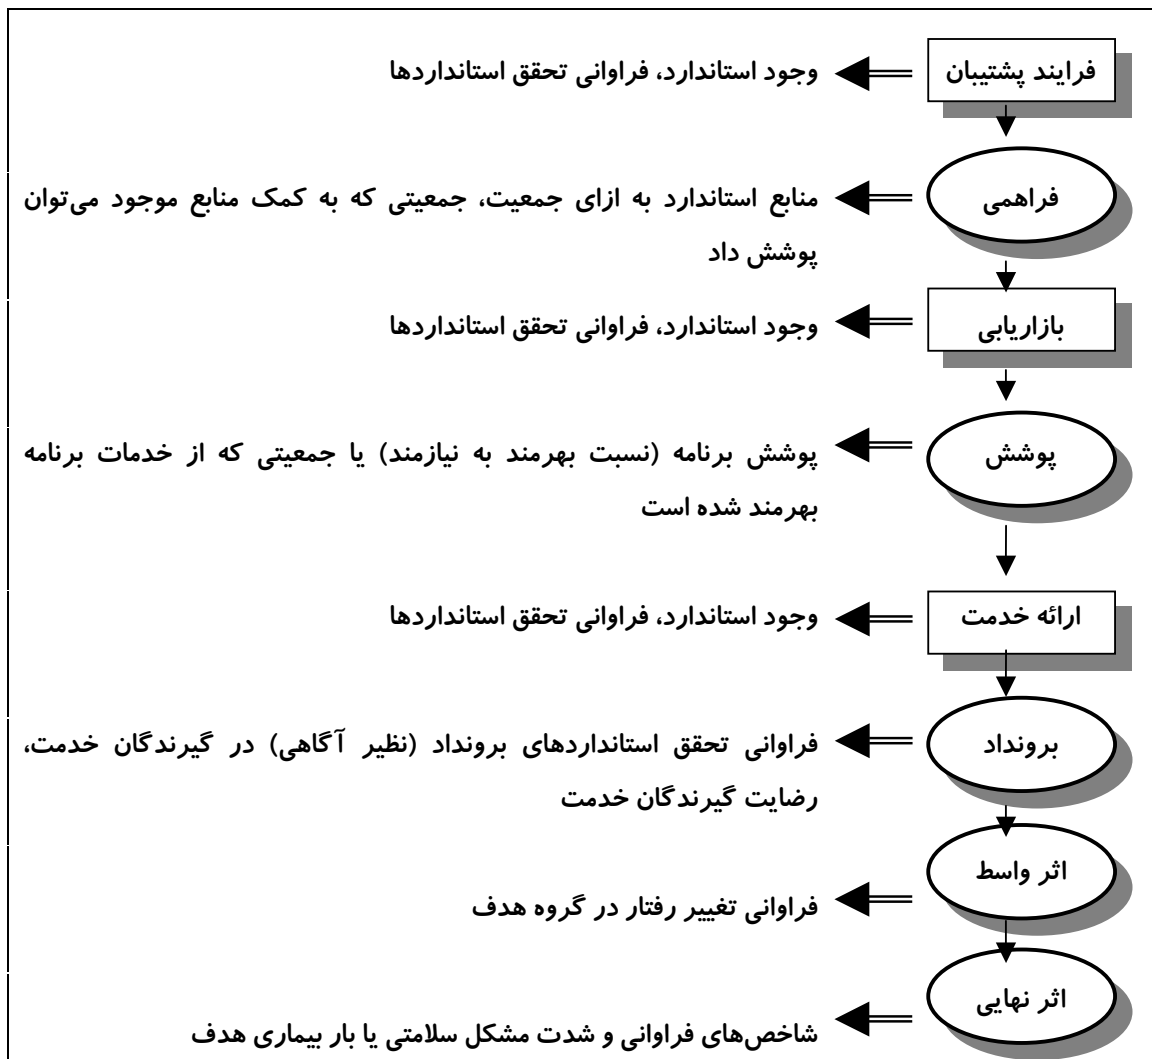 فرایند پشتیبان
وجود استاندارد، فراوانی تحقق استانداردها
فراهمی
منابع استاندارد به ازای جمعیت، جمعیتی که به کمک منابع موجود می‌توان
پوشش داد
بازاریابی
وجود استاندارد، فراوانی تحقق استانداردها
پوشش
پوشش برنامه (نسبت بهرمند به نیازمند) یا جمعیتی که از خدمات برنامه
بهرمند شده است
ارائه خدمت
وجود استاندارد، فراوانی تحقق استانداردها
برونداد
فراوانی تحقق استانداردهای برونداد (نظیر آگاهی) در گیرندگان خدمت،
رضایت گیرندگان خدمت
اثر واسط
فراوانی تغییر رفتار در گروه هدف
اثر نهایی
شاخص‌های فراوانی و شدت مشکل سلامتی یا بار بیماری هدف